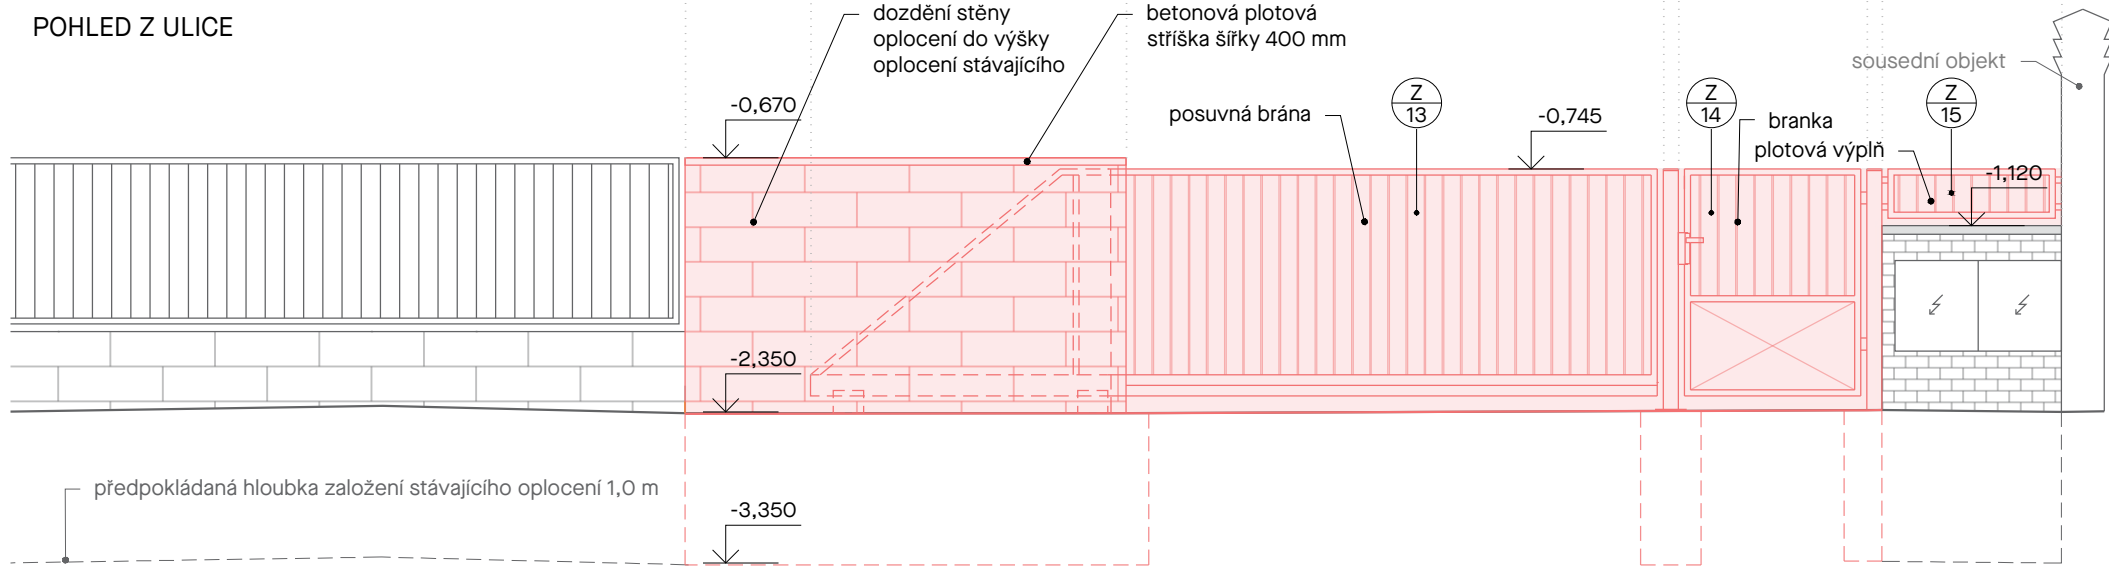 POHLED Z ULICE
dozdění stěny
oplocení do výšky
oplocení stávajícího
betonová plotová
stříška šířky 400 mm
sousední objekt
-0,670
posuvná brána
Z
13
-0,745
Z
14
branka
plotová výplň
Z
15
-1,120
-2,350
předpokládaná hloubka založení stávajícího oplocení 1,0 m
-3,350